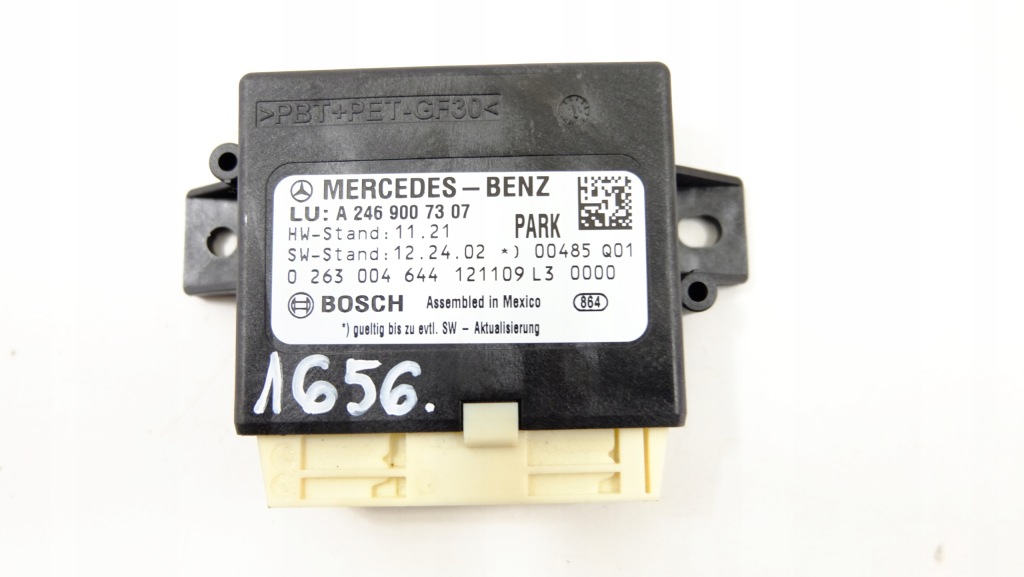 >PBT+PET-GF30<
MERCEDES-BENZ
LU: A 246 900 73 07
PARK
HW-Stand: 11.21
SW-Stand: 12.24.02 *) 00485 Q01
0 263 004 644 121109 L3 0000
BOSCH Assembled in Mexico 864
*) gueltig bis zu evtl. SW - Aktualisierung
1656.